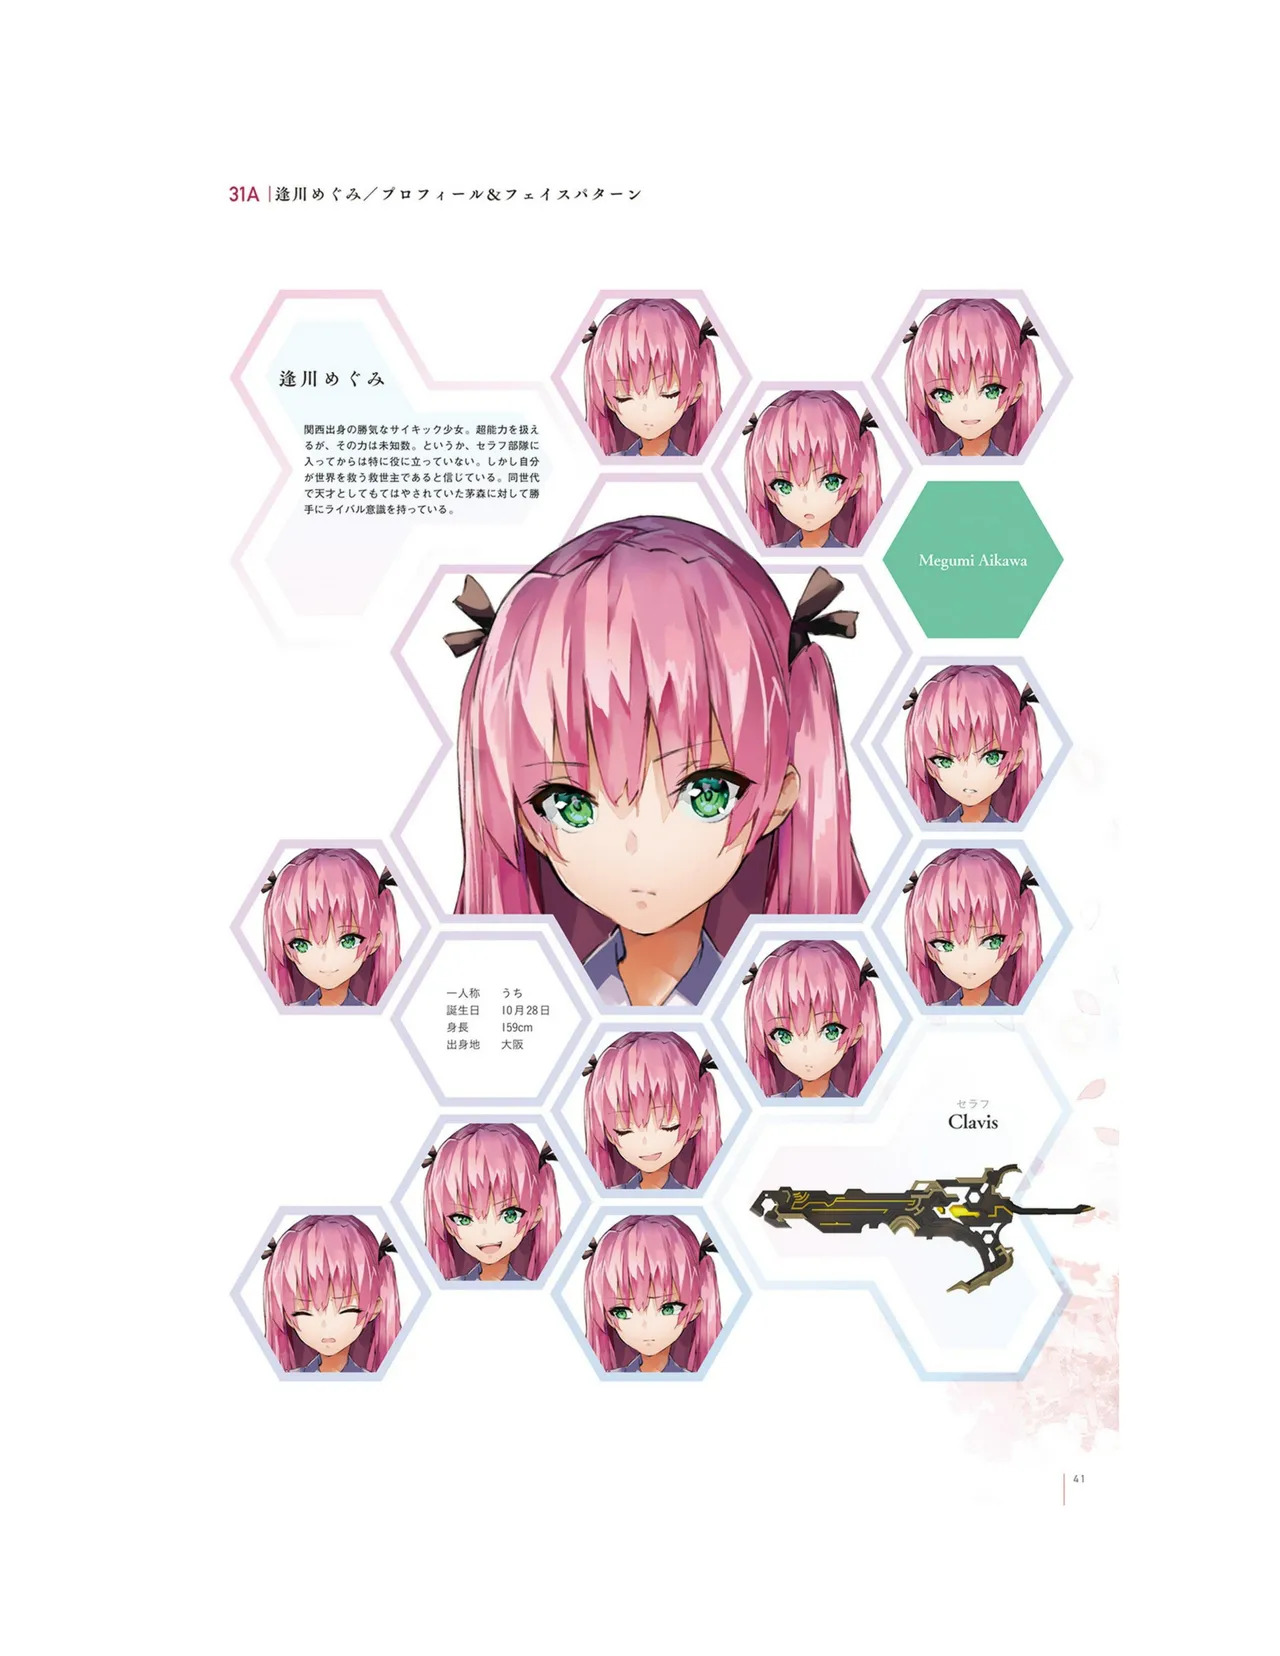 31A 逢川めぐみ／プロフィール&フェイスパターン
逢川めぐみ
関西出身の勝気なサイキック少女。超能力を扱え
るが、その力は未知数。というか、セラフ部隊に
入ってからは特に役に立っていない。しかし自分
が世界を救う救世主であると信じている。同世代
で天才としてもてはやされていた茅森に対して勝
手にライバル意識を持っている。
Megumi Aikawa
一人称 うち
誕生日 10月28日
身長 159cm
出身地 大阪
セラフ
Clavis
41